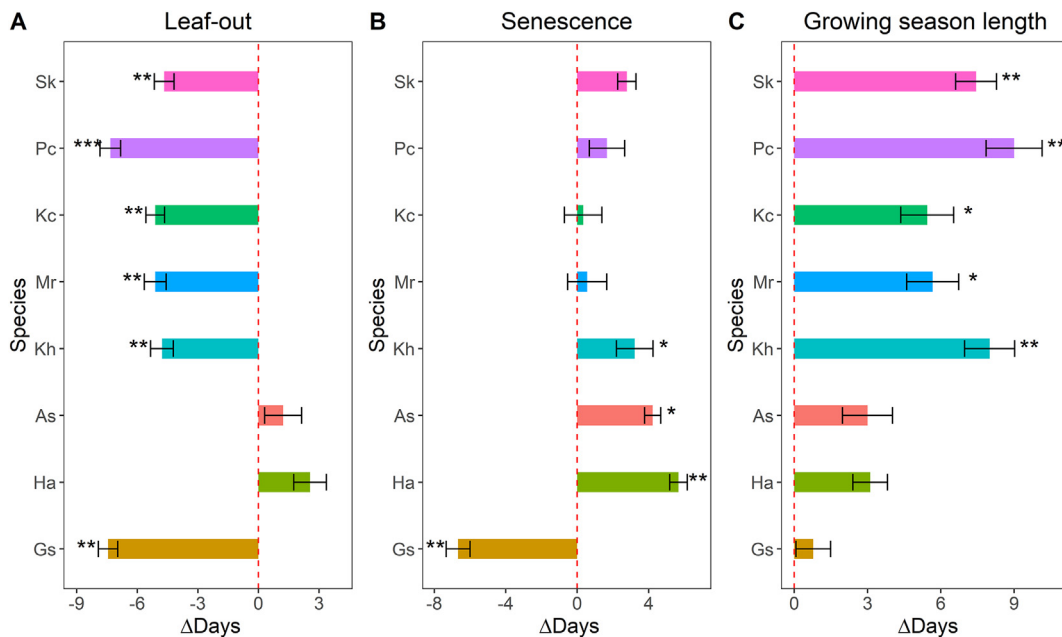 A Leaf-out
Species
Sk **
Pc ***
Kc **
Mr **
Kh **
As
Ha
Gs **
-9 -6 -3 0 3
ΔDays
B Senescence
Species
Sk
Pc
Kc
Mr
Kh *
As *
Ha **
Gs **
-8 -4 0 4
ΔDays
C Growing season length
Species
Sk **
Pc **
Kc *
Mr *
Kh **
As
Ha
Gs
0 3 6 9
ΔDays